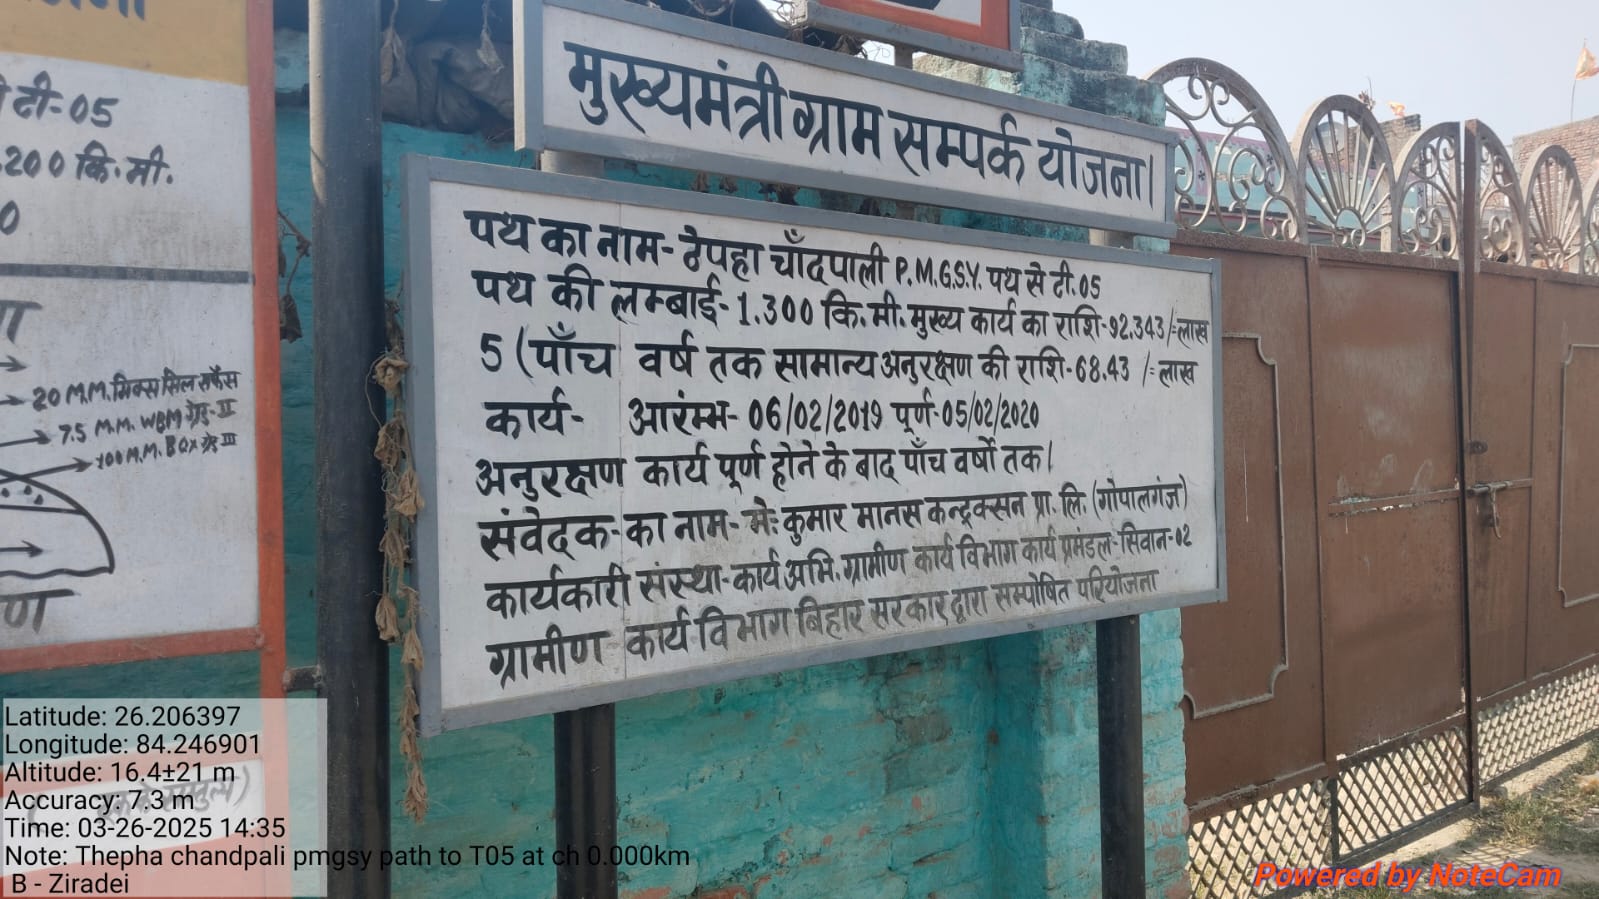 मुख्यमंत्री ग्राम सम्पर्क योजना।
पथ का नाम- ठेपहा चाँदपाली P.M.G.S.Y. पथ से टी.05
पथ की लम्बाई- 1.300 कि.मी. मुख्य कार्य का राशि-92.343/=लाख
5 (पाँच वर्ष तक सामान्य अनुरक्षण की राशि-68.43 /= लाख
कार्य- आरंम्भ- 06/02/2019 पूर्ण-05/02/2020
अनुरक्षण कार्य पूर्ण होने के बाद पाँच वर्षो तक।
संवेदक-का नाम-मे: कुमार मानस कन्ट्रक्सन प्रा. लि. (गोपालगंज)
कार्यकारी संस्था-कार्य अभि. ग्रामीण कार्य विभाग कार्य प्रमंडल-सिवान-02
ग्रामीण कार्य विभाग बिहार सरकार द्वारा सम्पोषित परियोजना
टी-05
.200 कि.मी.
0
20 M.M. मिक्स सिल सर्फेस
75 M.M. WBM ग्रेड-II
100 M.M. ग्रेड III
Latitude: 26.206397
Longitude: 84.246901
Altitude: 16.4±21 m
Accuracy: 7.3 m
Time: 03-26-2025 14:35
Note: Thepha chandpali pmgsy path to T05 at ch 0.000km
B - Ziradei
Powered by NoteCam